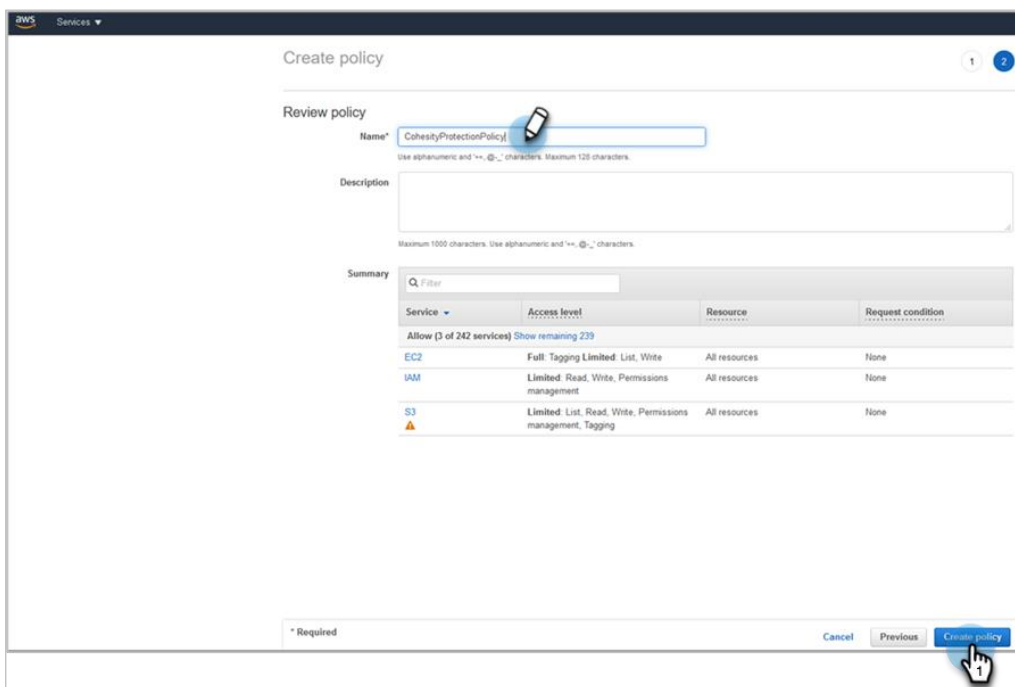 aws Services ▼
Create policy
1 2
Review policy
Name* CohesityProtectionPolicy
Use alphanumeric and '+=,.@-_' characters. Maximum 128 characters.
Description
Maximum 1000 characters. Use alphanumeric and '+=,.@-_' characters.
Summary
Filter
Service Access level Resource Request condition
Allow (3 of 242 services) Show remaining 239
EC2 Full: Tagging Limited: List, Write All resources None
IAM Limited: Read, Write, Permissions All resources None
management
S3 Limited: List, Read, Write, Permissions All resources None
management, Tagging
* Required Cancel Previous Create policy
1